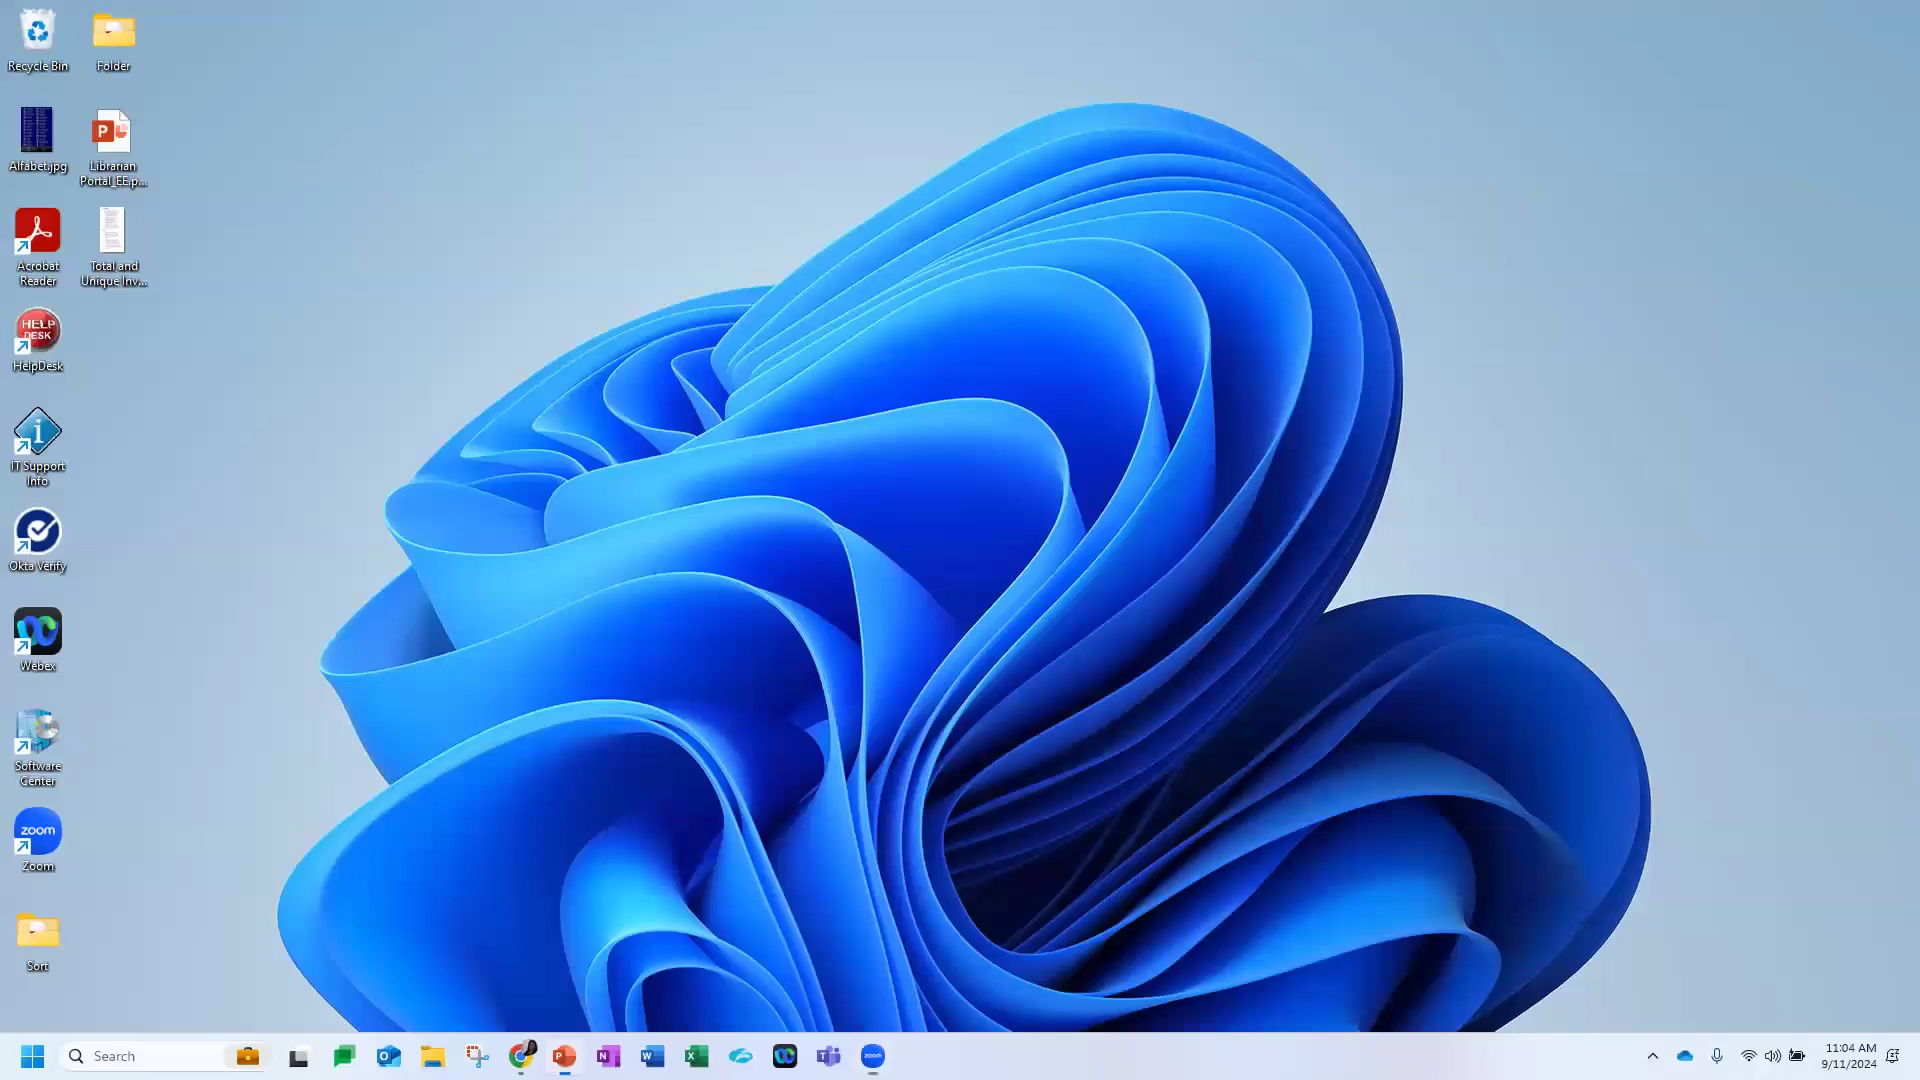 Recycle Bin
Folder
Alfabet.jpg
P
Librarian
Portal_EE.p...
Acrobat
Reader
Total and
Unique Inv...
HELP
DESK
HelpDesk
i
IT Support
Info
Okta Verify
Webex
Software
Center
zoom
Zoom
Sort
Search
O
P
N
W
X
T
zoom
11:04 AM
9/11/2024